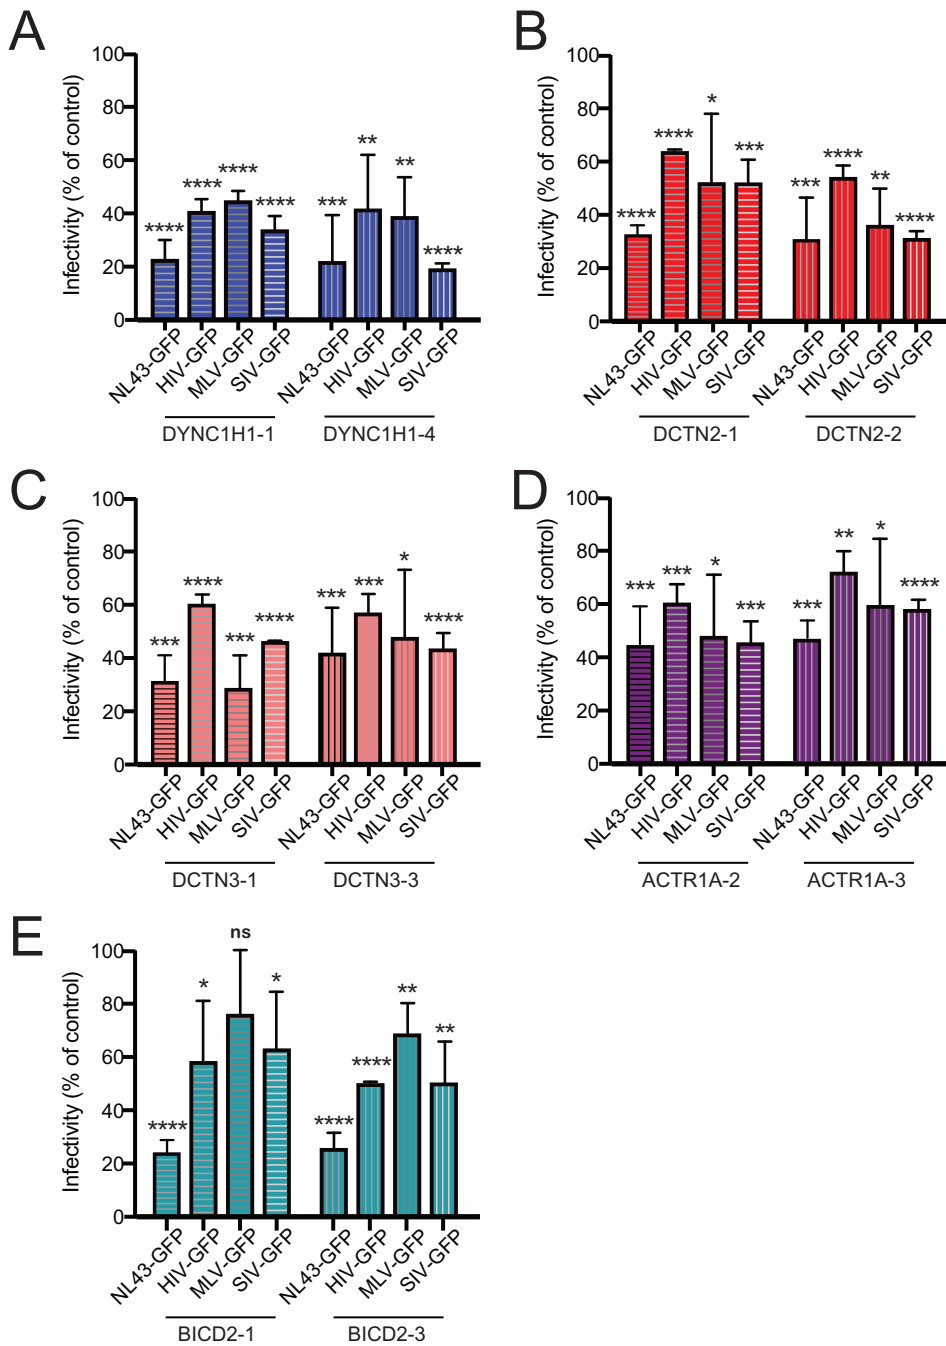 A
Infectivity (% of control)
100
80
60
40
20
0
****
****
****
****
***
**
**
****
NL43-GFP
HIV-GFP
MLV-GFP
SIV-GFP
NL43-GFP
HIV-GFP
MLV-GFP
SIV-GFP
DYNC1H1-1
DYNC1H1-4
B
Infectivity (% of control)
100
80
60
40
20
0
****
****
*
***
***
****
**
****
NL43-GFP
HIV-GFP
MLV-GFP
SIV-GFP
NL43-GFP
HIV-GFP
MLV-GFP
SIV-GFP
DCTN2-1
DCTN2-2
C
Infectivity (% of control)
100
80
60
40
20
0
***
****
***
****
***
***
*
****
NL43-GFP
HIV-GFP
MLV-GFP
SIV-GFP
NL43-GFP
HIV-GFP
MLV-GFP
SIV-GFP
DCTN3-1
DCTN3-3
D
Infectivity (% of control)
100
80
60
40
20
0
***
***
*
***
***
**
*
****
NL43-GFP
HIV-GFP
MLV-GFP
SIV-GFP
NL43-GFP
HIV-GFP
MLV-GFP
SIV-GFP
ACTR1A-2
ACTR1A-3
E
Infectivity (% of control)
100
80
60
40
20
0
****
*
ns
*
****
****
**
**
NL43-GFP
HIV-GFP
MLV-GFP
SIV-GFP
NL43-GFP
HIV-GFP
MLV-GFP
SIV-GFP
BICD2-1
BICD2-3